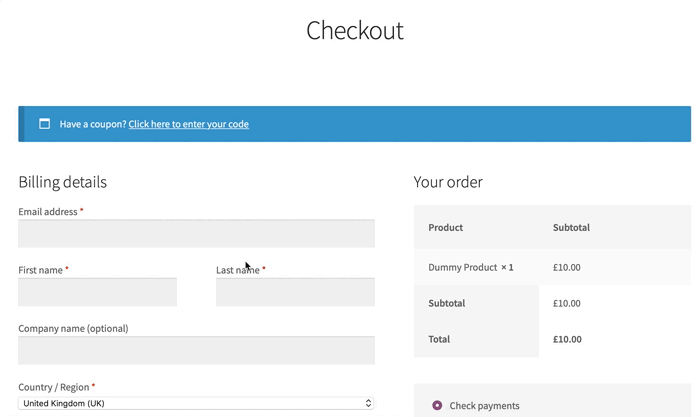 Checkout
Have a coupon? Click here to enter your code
Billing details
Email address *
First name *
Last name *
Company name (optional)
Country / Region *
United Kingdom (UK)
Your order
Product Subtotal
Dummy Product × 1 £10.00
Subtotal £10.00
Total £10.00
Check payments